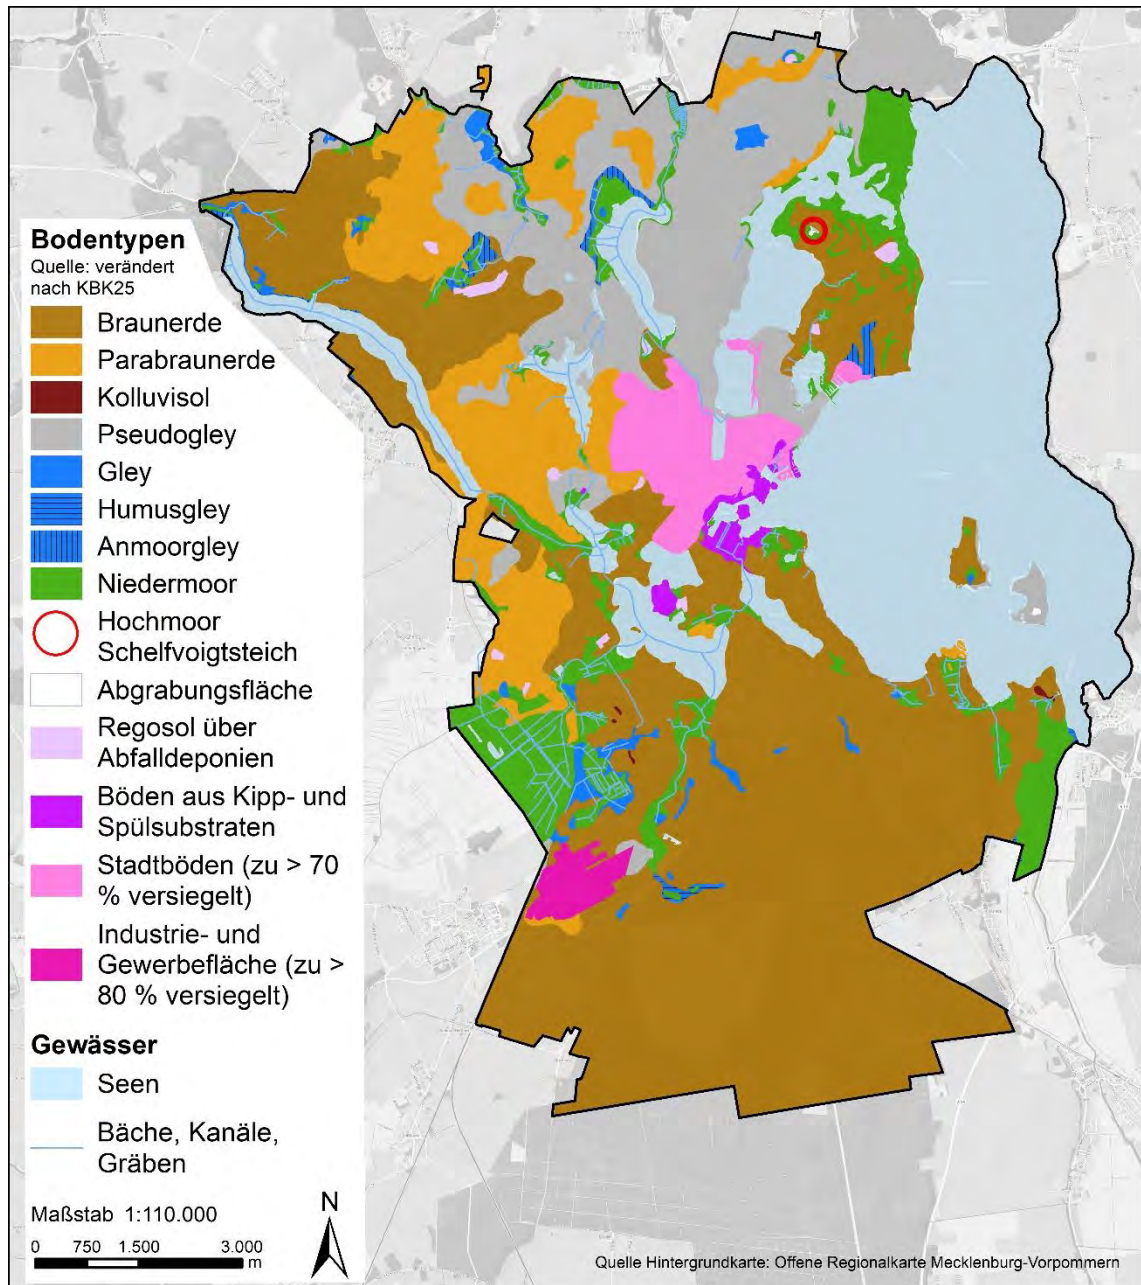 Bodentypen
Quelle: verändert
nach KBK25
Braunerde
Parabraunerde
Kolluvisol
Pseudogley
Gley
Humusgley
Anmoorgley
Niedermoor
Hochmoor
Schelfvoigtsteich
Abgrabungsfläche
Regosol über
Abfalldeponien
Böden aus Kipp- und
Spülsubstraten
Stadtböden (zu > 70
% versiegelt)
Industrie- und
Gewerbefläche (zu >
80 % versiegelt)
Gewässer
Seen
Bäche, Kanäle,
Gräben
Maßstab 1:110.000
N
0 750 1.500 3.000
m
Quelle Hintergrundkarte: Offene Regionalkarte Mecklenburg-Vorpommern